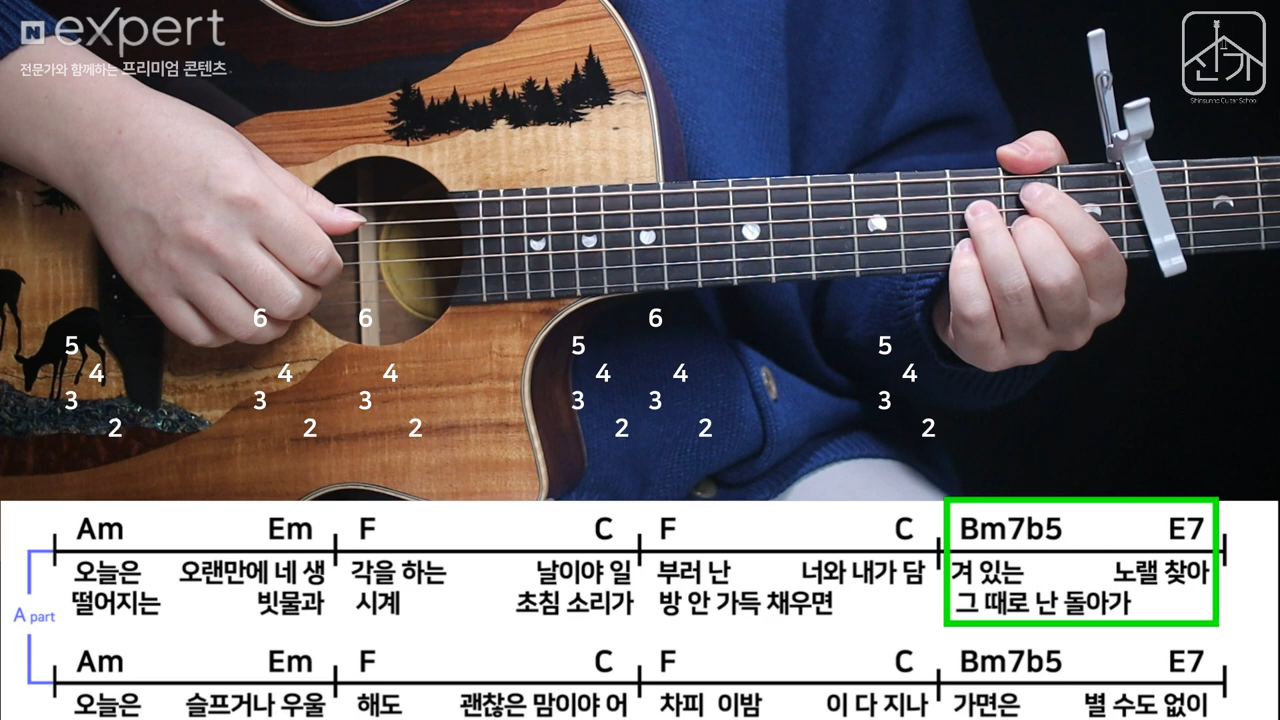 N expert
전문가와 함께하는 프리미엄 콘텐츠
신가
Shinsunne Guitar School
6 6 6
5 5 5
4 4 4 4 4
3 3 3 3 3
2 2 2 2 2
Am Em F C F C Bm7b5 E7
오늘은 오랜만에 네 생 각을 하는 날이야 일 부러 난 너와 내가 담 겨 있는 노랠 찾아
떨어지는 빗물과 시계 초침 소리가 방 안 가득 채우면 그 때로 난 돌아가
A part
Am Em F C F C Bm7b5 E7
오늘은 슬프거나 우울 해도 괜찮은 맘이야 어 차피 이밤 이 다 지나 가면은 별 수도 없이